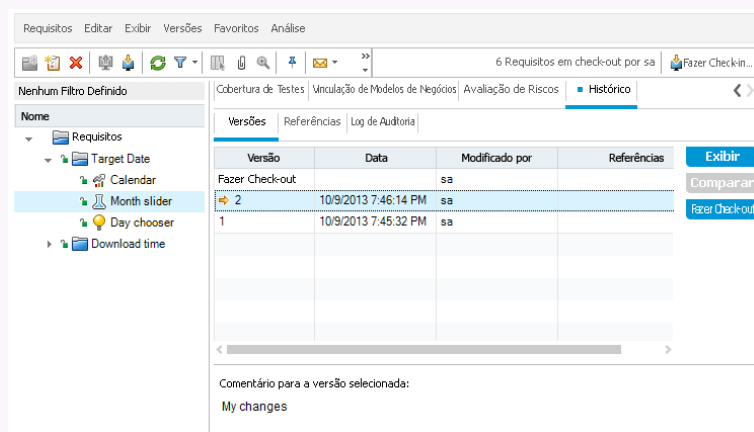 Requisitos Editar Exibir Versões Favoritos Análise
6 Requisitos em check-out por sa Fazer Check-in...
Nenhum Filtro Definido
Cobertura de Testes Vinculação de Modelos de Negócios Avaliação de Riscos Histórico
Nome
Versões Referências Log de Auditoria
Requisitos
Target Date
Calendar
Month slider
Day chooser
Download time
Versão Data Modificado por Referências
Fazer Check-out sa
2 10/9/2013 7:46:14 PM sa
1 10/9/2013 7:45:32 PM sa
Exibir
Comparar
Fazer Check-out
Comentário para a versão selecionada:
My changes